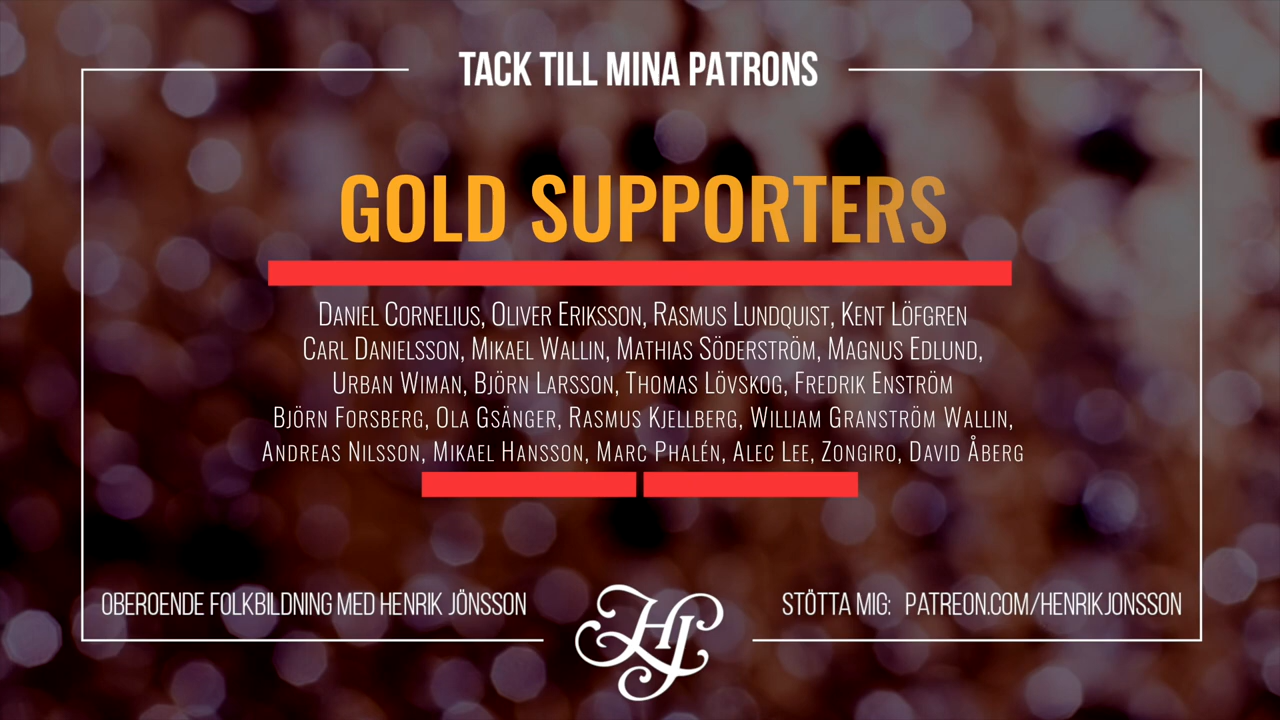 TACK TILL MINA PATRONS
GOLD SUPPORTERS
DANIEL CORNELIUS, OLIVER ERIKSSON, RASMUS LUNDQUIST, KENT LÖFGREN
CARL DANIELSSON, MIKAEL WALLIN, MATHIAS SÖDERSTRÖM, MAGNUS EDLUND,
URBAN WIMAN, BJÖRN LARSSON, THOMAS LÖVSKOG, FREDRIK ENSTRÖM
BJÖRN FORSBERG, OLA GSÄNGER, RASMUS KJELLBERG, WILLIAM GRANSTRÖM WALLIN,
ANDREAS NILSSON, MIKAEL HANSSON, MARC PHALÉN, ALEC LEE, ZONGIRO, DAVID ÅBERG
OBEROENDE FOLKBILDNING MED HENRIK JÖNSSON
HJ
STÖTTA MIG: PATREON.COM/HENRIKJONSSON